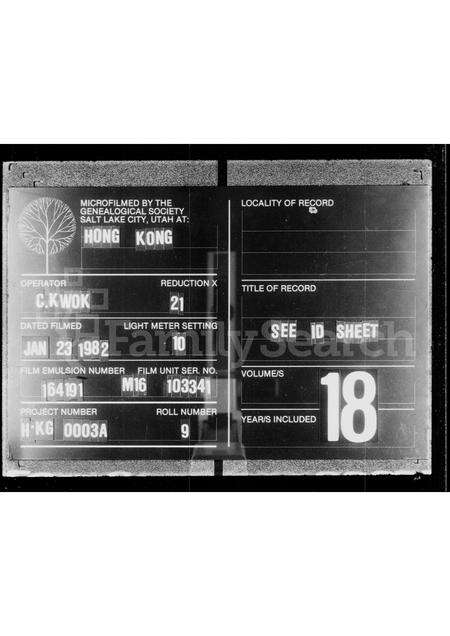 MICROFILMED BY THE
GENEALOGICAL SOCIETY
SALT LAKE CITY, UTAH AT:
HONG KONG
OPERATOR REDUCTION X
C.KWOK 21
DATED FILMED LIGHT METER SETTING
JAN 23 1982 10
FILM EMULSION NUMBER FILM UNIT SER. NO.
164191 M16 103341
PROJECT NUMBER ROLL NUMBER
H-KG 0003A 9
LOCALITY OF RECORD
TITLE OF RECORD
SEE ID SHEET
VOLUME/S
18
YEAR/S INCLUDED
FamilySearch